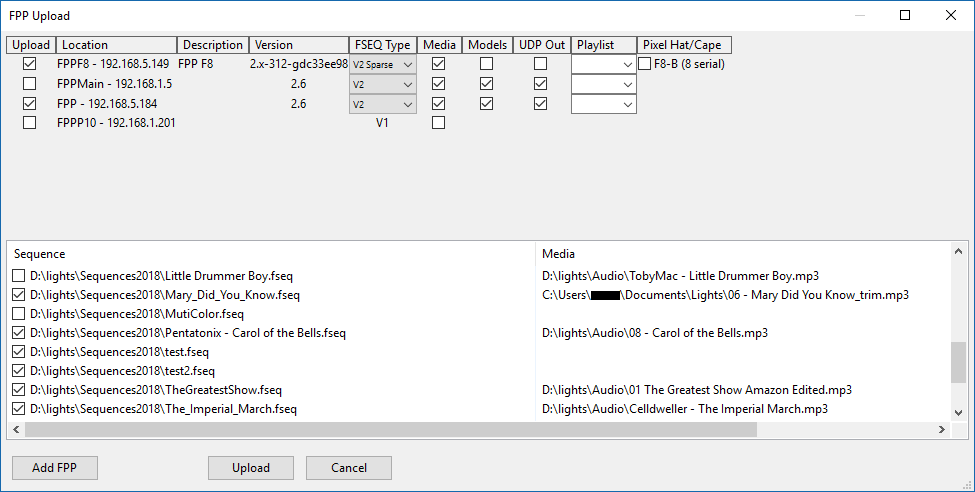 FPP Upload
Upload Location Description Version FSEQ Type Media Models UDP Out Playlist Pixel Hat/Cape
FPPF8 - 192.68.5.149 FPP F8 2.x-312-gdc33ee98 V2 Sparse F8-B (8 serial)
FPPMain - 192.168.1.5 2.6 V2
FPP - 192.68.5.184 2.6 V2
FPPP10 - 192.168.1.201 V1
Sequence Media
D:\lights\Sequences2018\Little Drummer Boy.fseq D:\lights\Audio\TobyMac - Little Drummer Boy.mp3
D:\lights\Sequences2018\Mary_Did_You_Know.fseq C:\Users\ \Documents\Lights\06 - Mary Did You Know_trim.mp3
D:\lights\Sequences2018\MutiColor.fseq
D:\lights\Sequences2018\Pentatonix - Carol of the Bells.fseq D:\lights\Audio\08 - Carol of the Bells.mp3
D:\lights\Sequences2018\test.fseq
D:\lights\Sequences2018\test2.fseq
D:\lights\Sequences2018\TheGreatestShow.fseq D:\lights\Audio\01 The Greatest Show Amazon Edited.mp3
D:\lights\Sequences2018\The_Imperial_March.fseq D:\lights\Audio\Celldweller - The Imperial March.mp3
Add FPP Upload Cancel